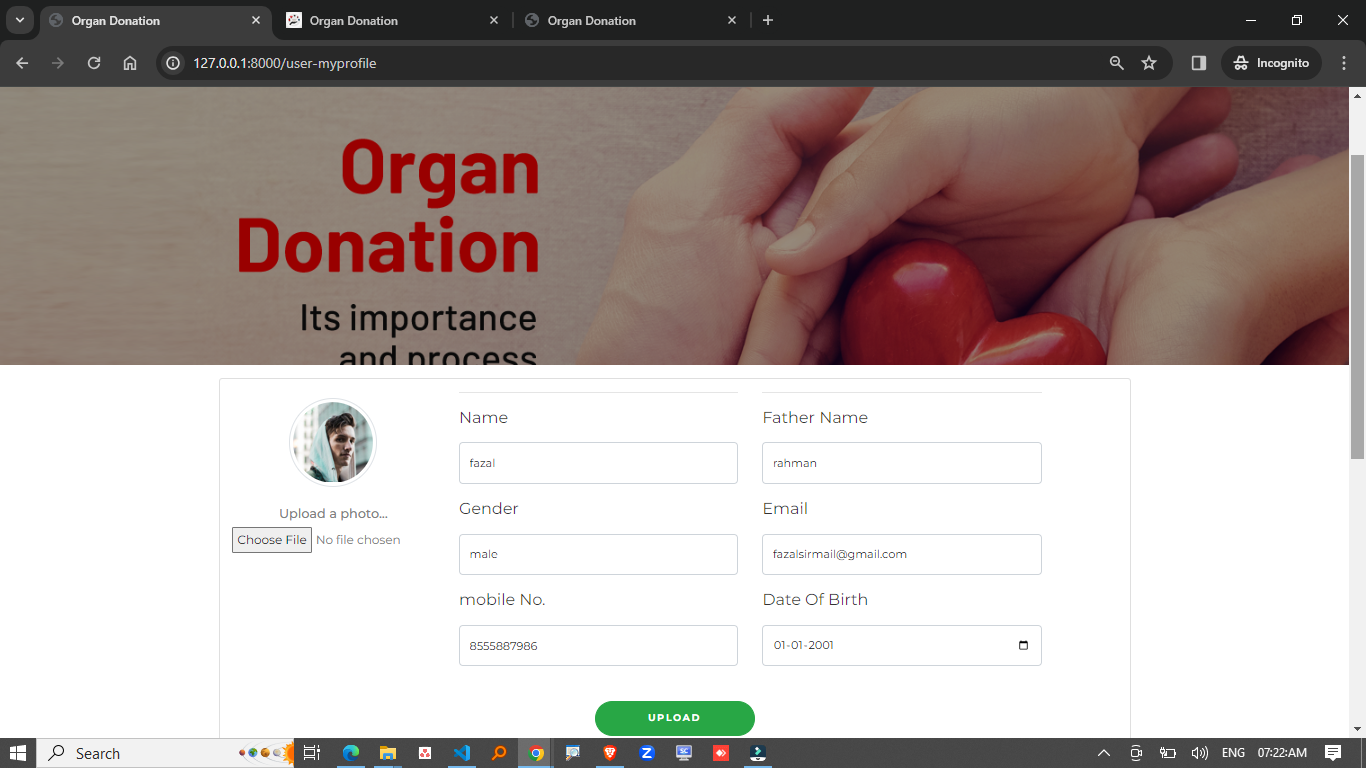 Organ Donation
Organ Donation
Organ Donation
127.0.0.1:8000/user-myprofile
Incognito
Organ
Donation
Its importance
and process
Name
Father Name
fazal
rahman
Upload a photo...
Choose File No file chosen
Gender
Email
male
fazalsirmail@gmail.com
mobile No.
Date Of Birth
8555887986
01-01-2001
UPLOAD
Search
ENG
07:22:AM